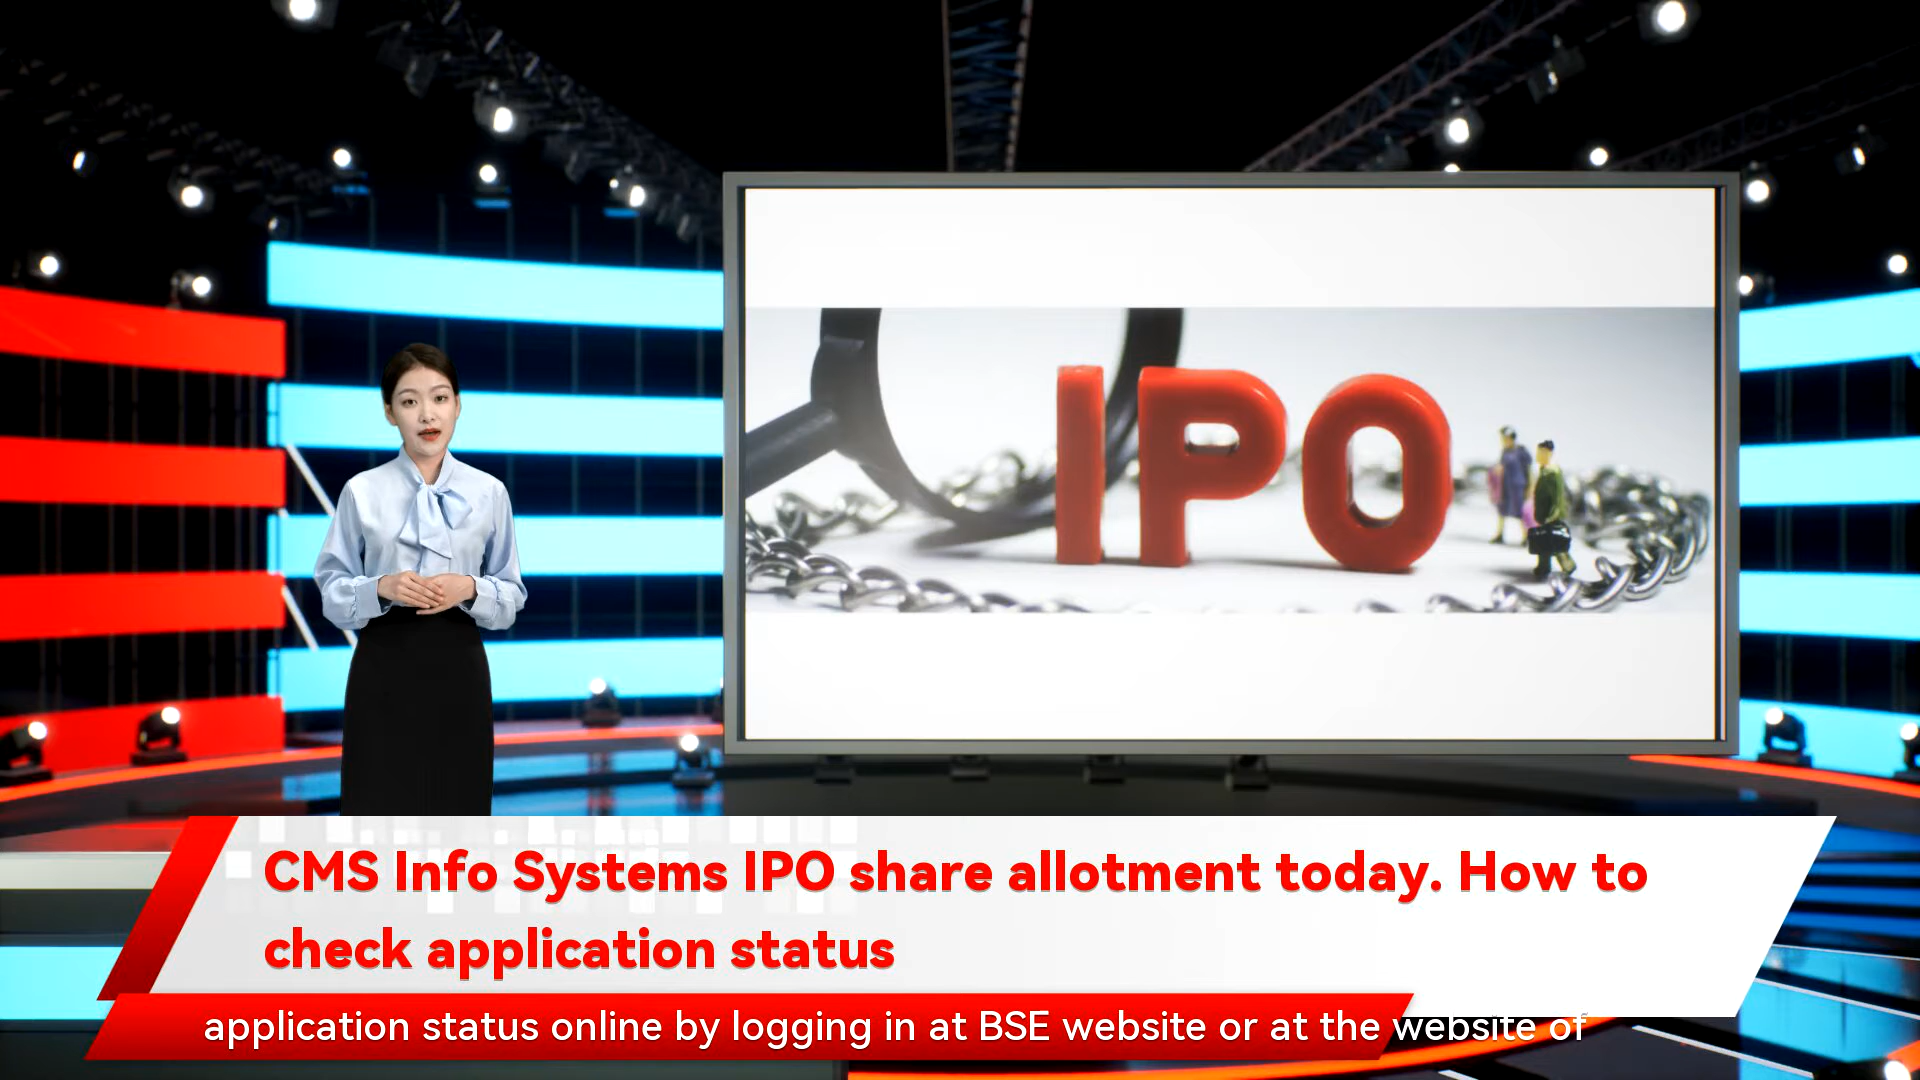 IPO
CMS Info Systems IPO share allotment today. How to
check application status
application status online by logging in at BSE website or at the website of